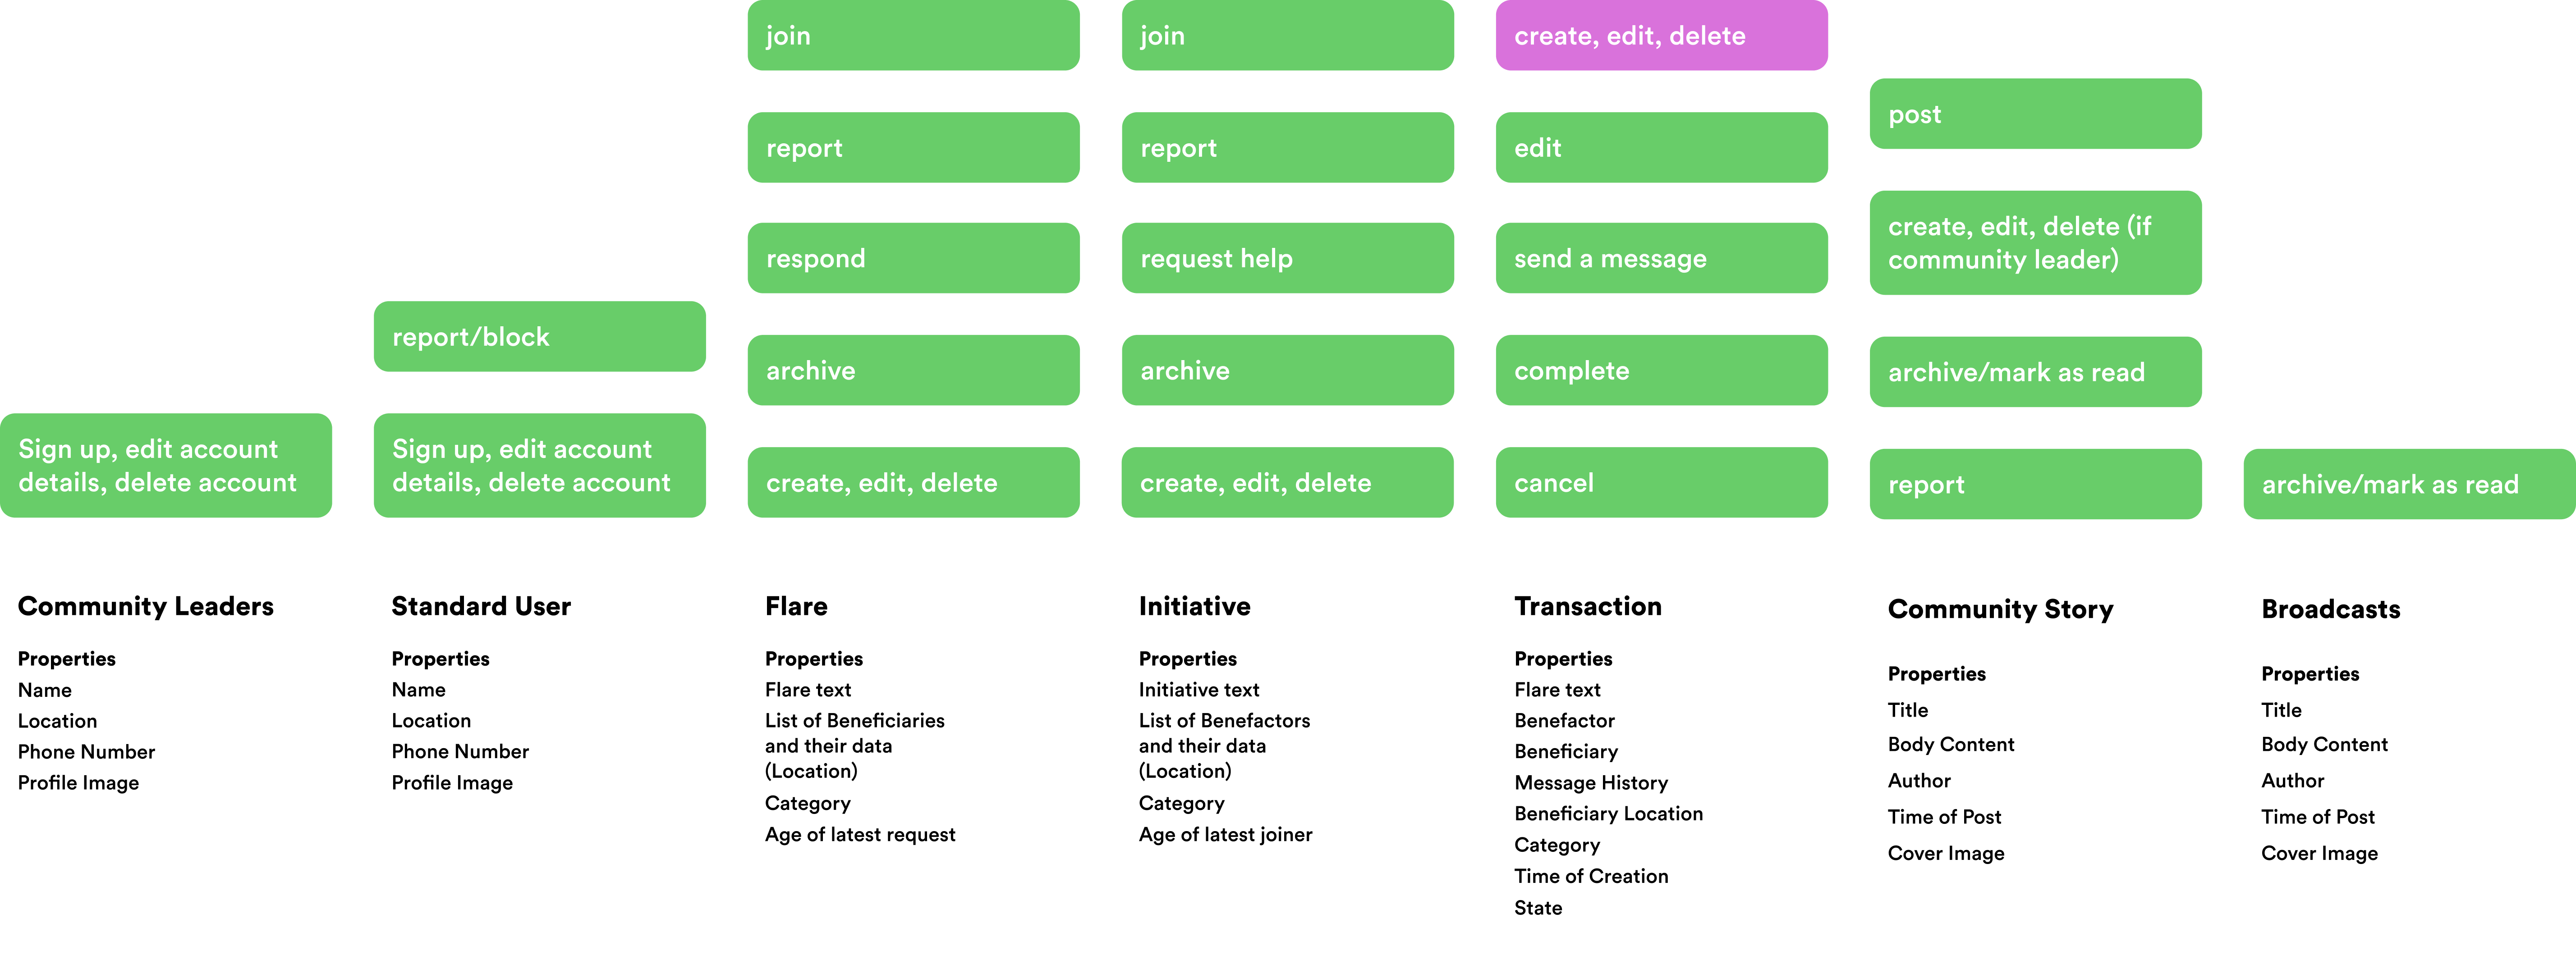 join
join
create, edit, delete
post
report
report
edit
create, edit, delete (if
community leader)
respond
request help
send a message
report/block
archive
archive
complete
archive/mark as read
Sign up, edit account
details, delete account
Sign up, edit account
details, delete account
create, edit, delete
create, edit, delete
cancel
report
archive/mark as read
Community Leaders
Properties
Name
Location
Phone Number
Profile Image
Standard User
Properties
Name
Location
Phone Number
Profile Image
Flare
Properties
Flare text
List of Beneficiaries
and their data
(Location)
Category
Age of latest request
Initiative
Properties
Initiative text
List of Benefactors
and their data
(Location)
Category
Age of latest joiner
Transaction
Properties
Flare text
Benefactor
Beneficiary
Message History
Beneficiary Location
Category
Time of Creation
State
Community Story
Properties
Title
Body Content
Author
Time of Post
Cover Image
Broadcasts
Properties
Title
Body Content
Author
Time of Post
Cover Image